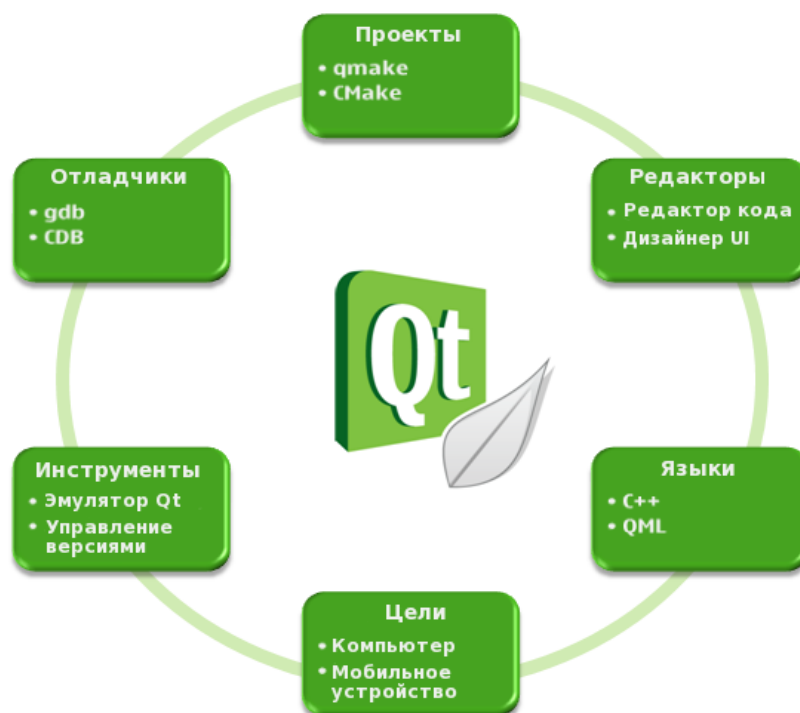 Проекты
• qmake
• CMake
Отладчики
• gdb
• CDB
Редакторы
• Редактор кода
• Дизайнер UI
Qt
Инструменты
• Эмулятор Qt
• Управление
версиями
Языки
• C++
• QML
Цели
• Компьютер
• Мобильное
устройство